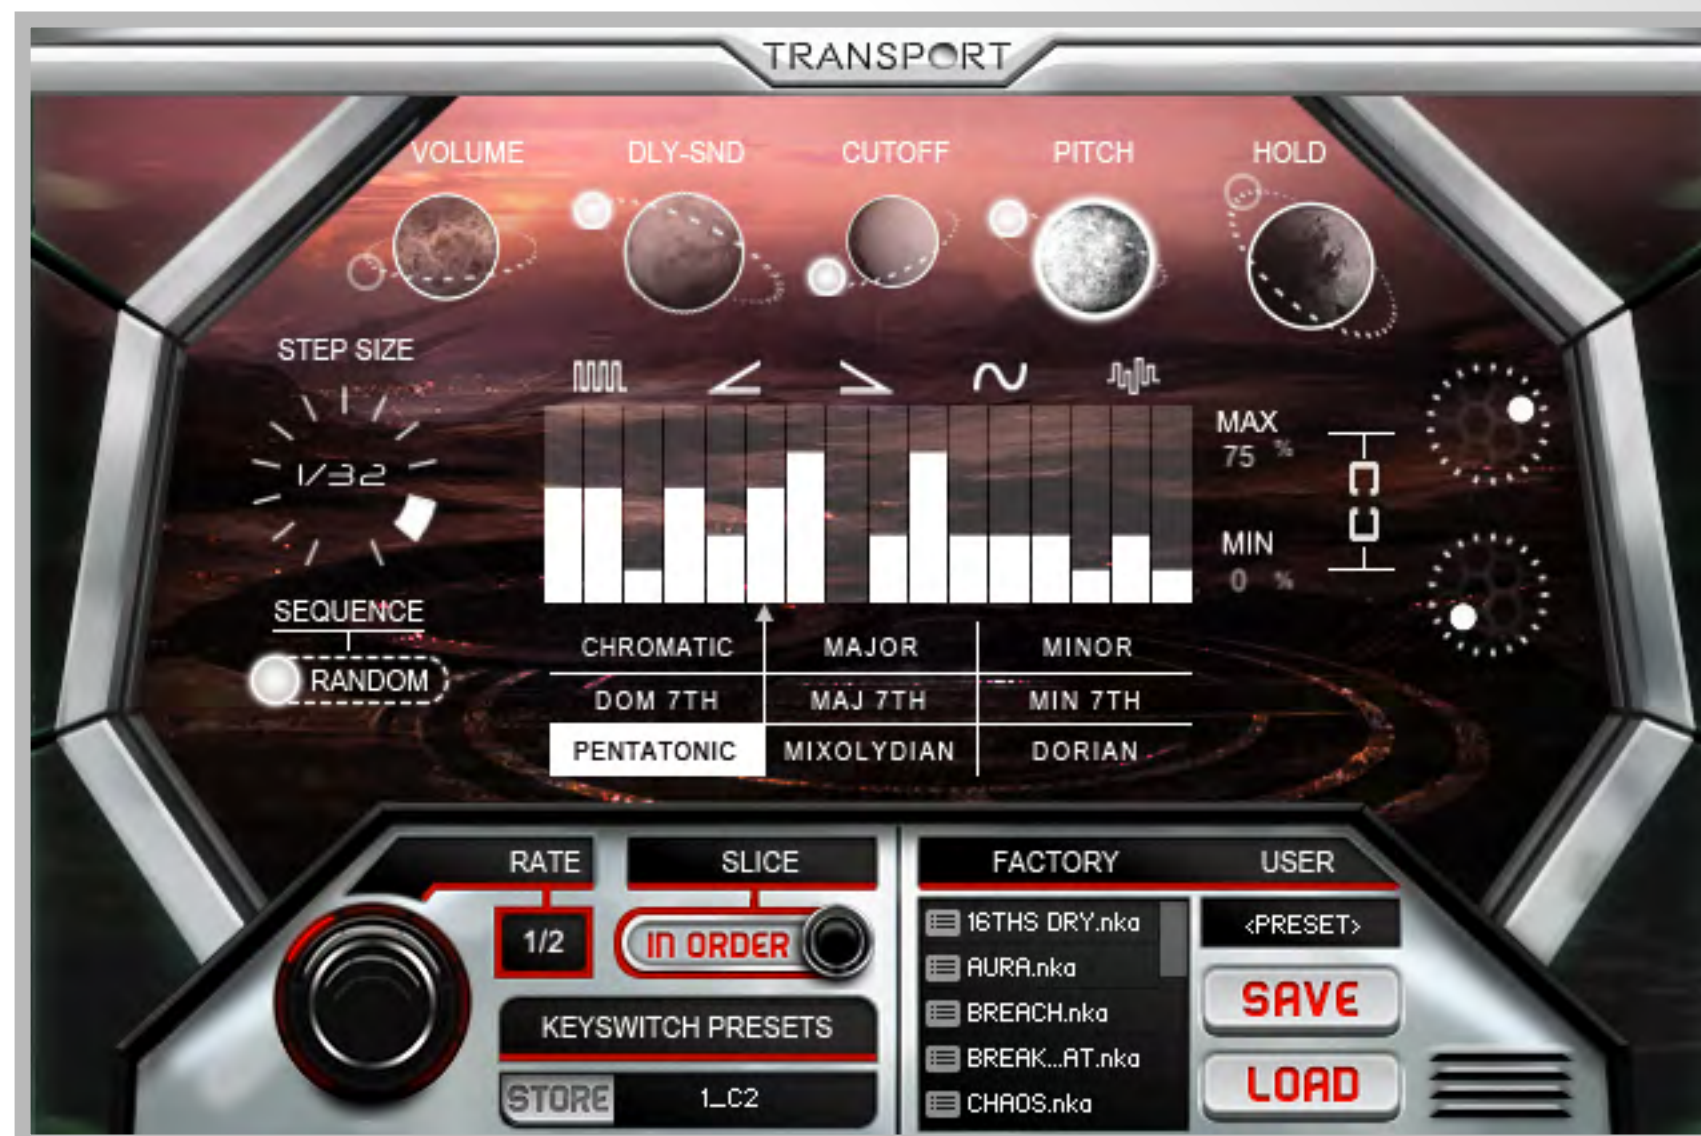 TRANSPORT
VOLUME DLY-SND CUTOFF PITCH HOLD
STEP SIZE
1/32
MAX
75 %
MIN
0 %
SEQUENCE
RANDOM
CHROMATIC MAJOR MINOR
DOM 7TH MAJ 7TH MIN 7TH
PENTATONIC MIXOLYDIAN DORIAN
RATE SLICE
1/2 IN ORDER
KEYSWITCH PRESETS
STORE 1_C2
FACTORY USER
16THS DRY.nka
AURA.nka
BREACH.nka
BREAK...AT.nka
CHAOS.nka
<PRESET>
SAVE
LOAD